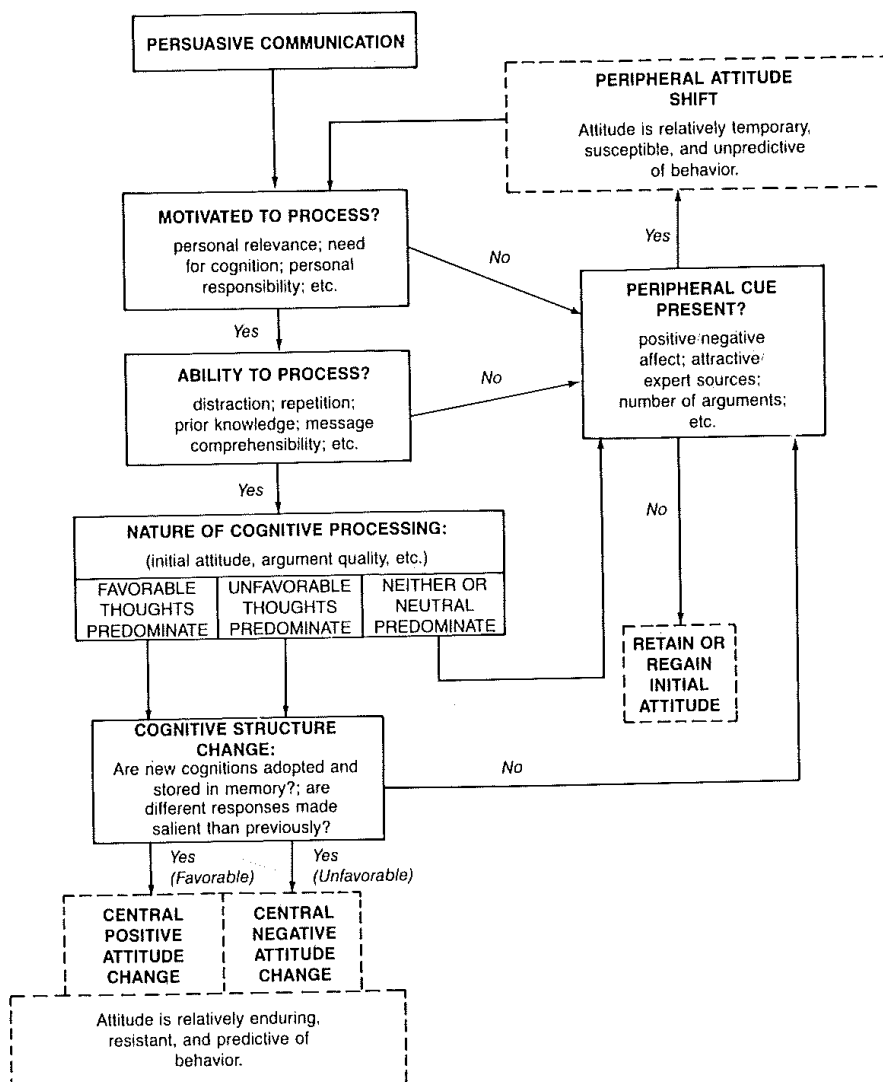 PERSUASIVE COMMUNICATION
PERIPHERAL ATTITUDE
SHIFT
Attitude is relatively temporary,
susceptible, and unpredictive
of behavior.
MOTIVATED TO PROCESS?
personal relevance; need
for cognition; personal
responsibility; etc.
No
Yes
PERIPHERAL CUE
PRESENT?
positive/negative
affect; attractive/
expert sources;
number of arguments;
etc.
Yes
ABILITY TO PROCESS?
distraction; repetition;
prior knowledge; message
comprehensibility; etc.
No
Yes
No
NATURE OF COGNITIVE PROCESSING:
(initial attitude, argument quality, etc.)
FAVORABLE
THOUGHTS
PREDOMINATE
UNFAVORABLE
THOUGHTS
PREDOMINATE
NEITHER OR
NEUTRAL
PREDOMINATE
RETAIN OR
REGAIN
INITIAL
ATTITUDE
COGNITIVE STRUCTURE
CHANGE:
Are new cognitions adopted and
stored in memory?; are
different responses made
salient than previously?
No
Yes
(Favorable)
Yes
(Unfavorable)
CENTRAL
POSITIVE
ATTITUDE
CHANGE
CENTRAL
NEGATIVE
ATTITUDE
CHANGE
Attitude is relatively enduring,
resistant, and predictive of
behavior.